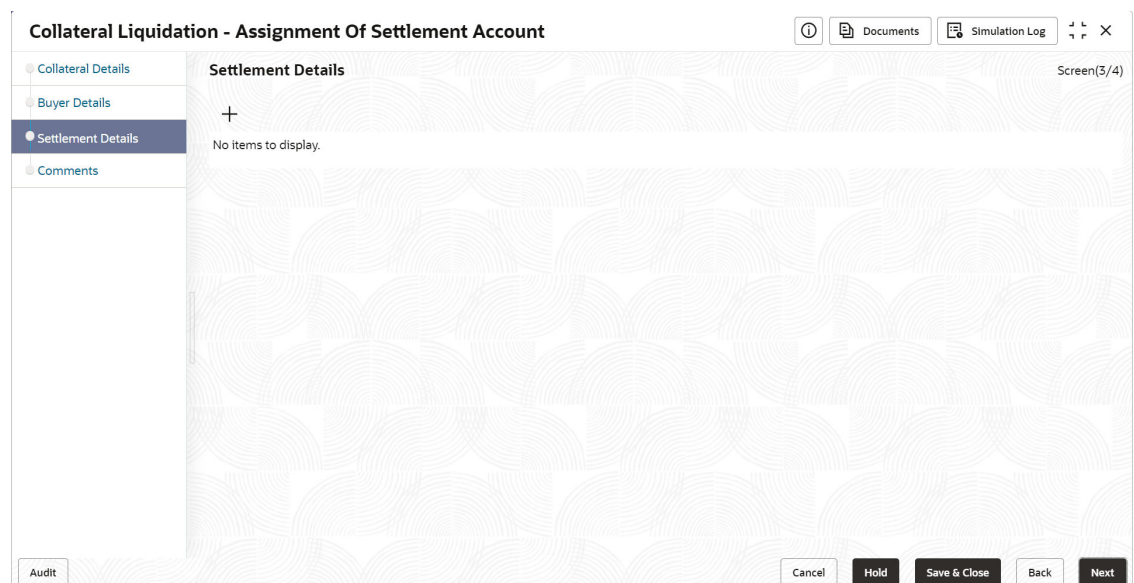 Collateral Liquidation - Assignment Of Settlement Account
Documents
Simulation Log
Collateral Details
Buyer Details
Settlement Details
Comments
Settlement Details
Screen(3/4)
No items to display.
Audit
Cancel
Hold
Save & Close
Back
Next